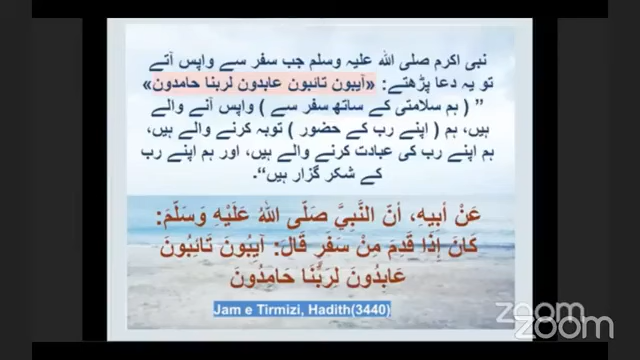 نبی اکرم صلی اللہ علیہ وسلم جب سفر سے واپس آتے
تو یہ دعا پڑھتے: «آيبون تائبون عابدون لربنا حامدون»
” ( ہم سلامتی کے ساتھ سفر سے ) واپس آنے والے
ہیں، ہم ( اپنے رب کے حضور ) توبہ کرنے والے ہیں،
ہم اپنے رب کی عبادت کرنے والے ہیں، اور ہم اپنے رب
کے شکر گزار ہیں“۔
عَنْ أَبِيهِ، أَنّ النَّبِيَّ صَلَّى اللهُ عَلَيْهِ وَسَلَّمَ:
كَانَ إِذَا قَدِمَ مِنْ سَفَرٍ قَالَ: آيِبُونَ تَائِبُونَ
عَابِدُونَ لِرَبِّنَا حَامِدُونَ
Jam e Tirmizi, Hadith(3440)
zoom
zoom